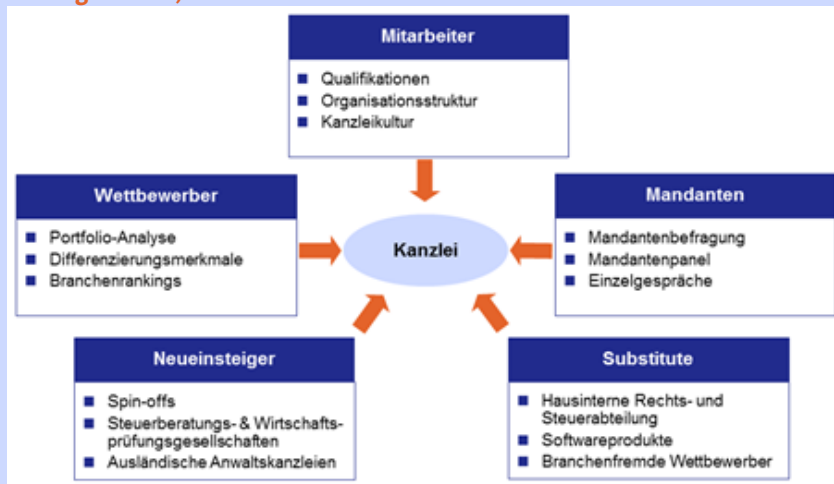 Mitarbeiter
■ Qualifikationen
■ Organisationsstruktur
■ Kanzleikultur
Wettbewerber
■ Portfolio-Analyse
■ Differenzierungsmerkmale
■ Branchenrankings
Kanzlei
Mandanten
■ Mandantenbefragung
■ Mandantenpanel
■ Einzelgespräche
Neueinsteiger
■ Spin-offs
■ Steuerberatungs- & Wirtschafts-
prüfungsgesellschaften
■ Ausländische Anwaltskanzleien
Substitute
■ Hausinterne Rechts- und
Steuerabteilung
■ Softwareprodukte
■ Branchenfremde Wettbewerber